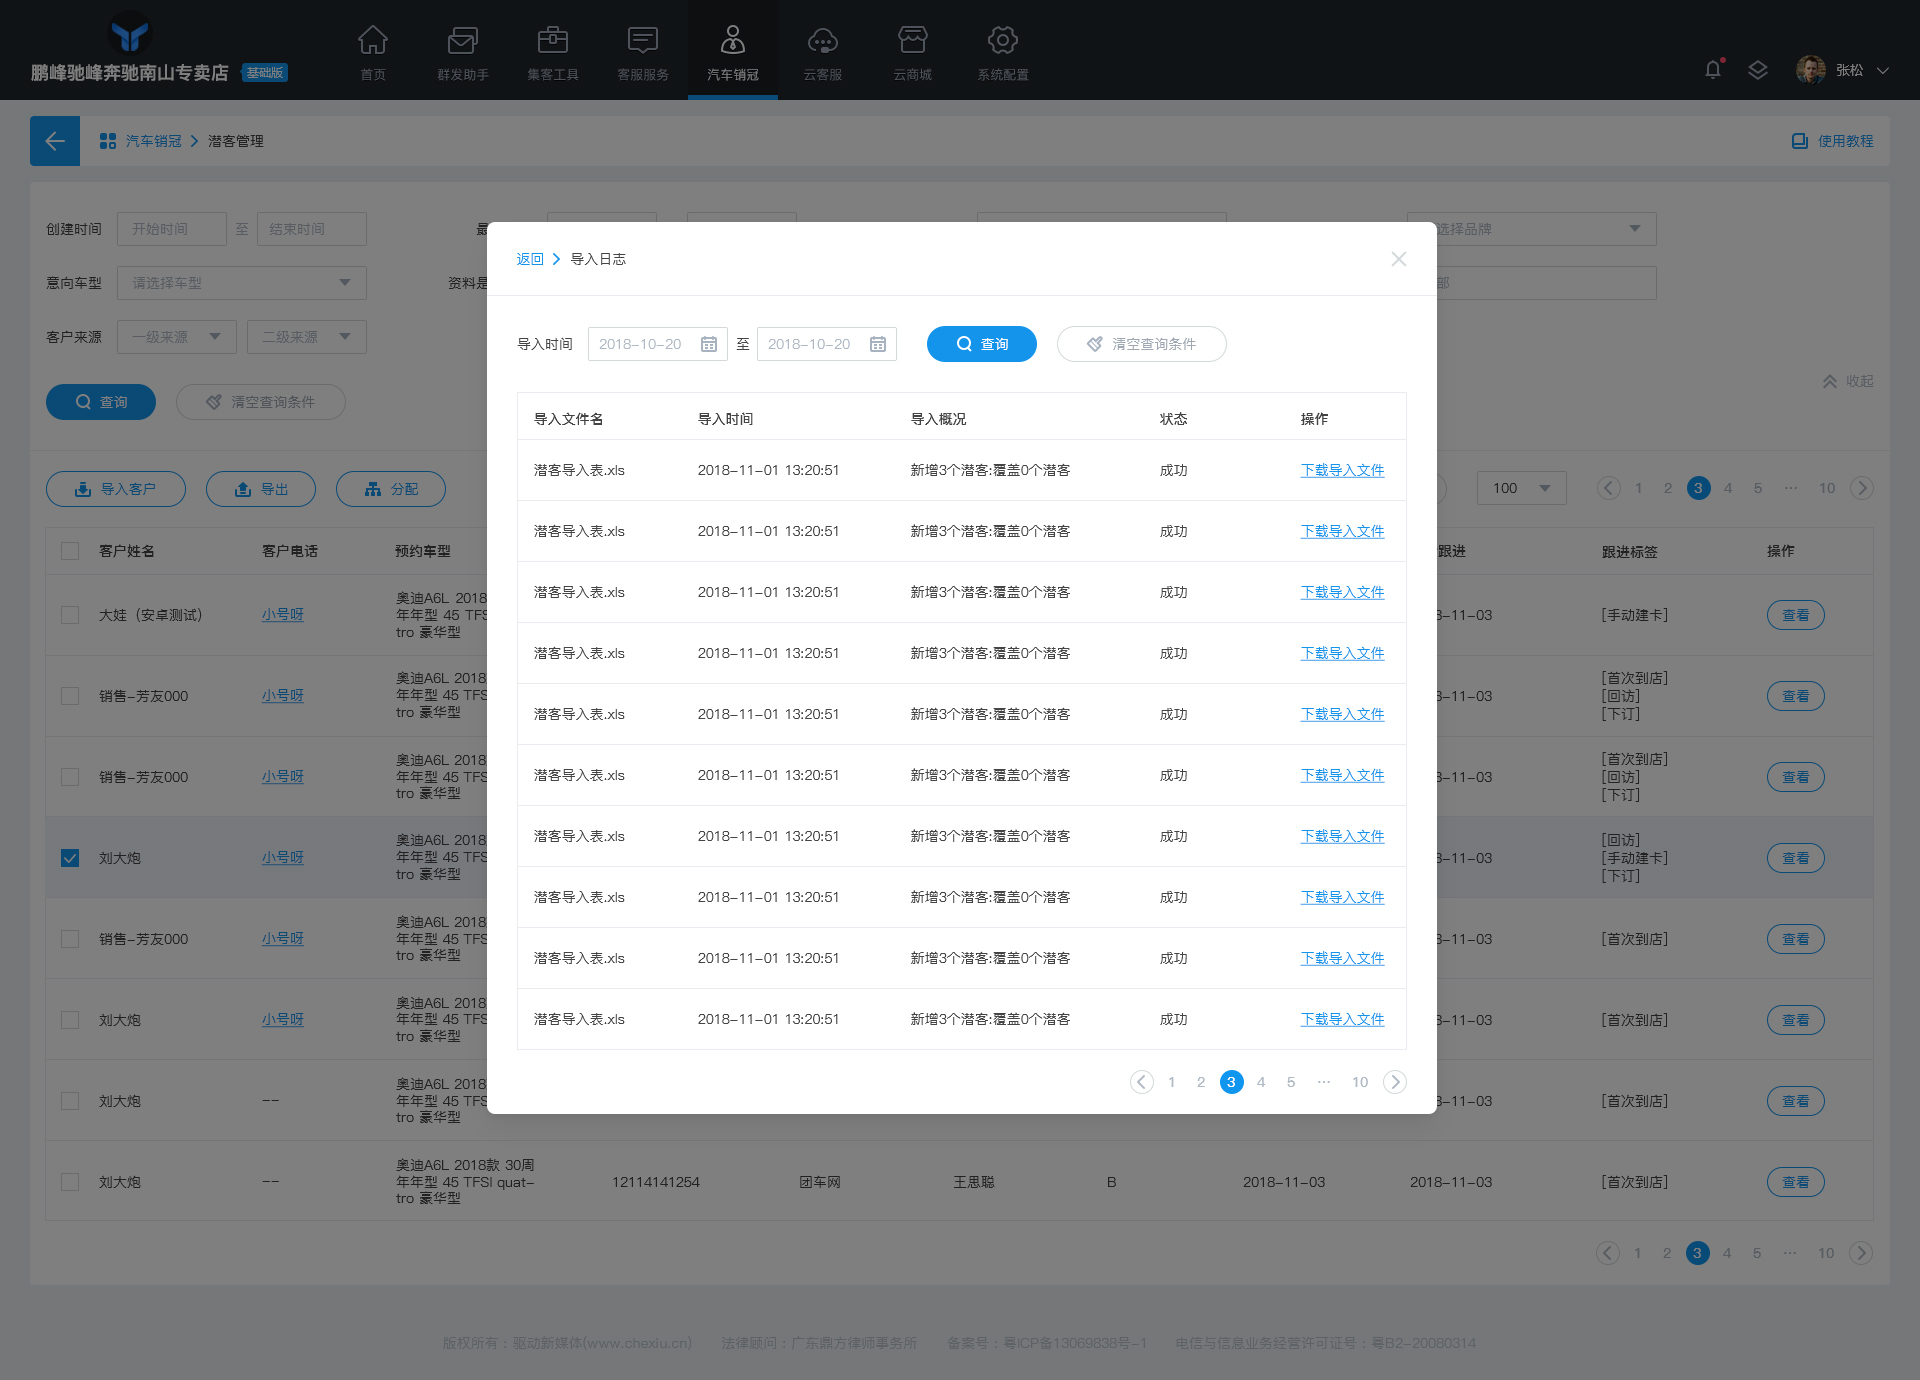 鹏峰驰峰奔驰南山专卖店 基础版
首页 群发助手 集客工具 客服服务 汽车销冠 云客服 云商城 系统配置
张松
汽车销冠 潜客管理 使用教程
创建时间 开始时间 至 结束时间
选择品牌
意向车型 请选择车型 资料是
部
客户来源 一级来源 二级来源
查询 清空查询条件 收起
导入客户 导出 分配 100 1 2 3 4 5 ··· 10
客户姓名 客户电话 预约车型 跟进 跟进标签 操作
大娃（安卓测试） 小号呀 奥迪A6L 2018
年年型 45 TFS
tro 豪华型
-11-03 [手动建卡] 查看
销售-芳友000 小号呀 奥迪A6L 2018
年年型 45 TFS
tro 豪华型
-11-03 [首次到店]
[回访]
[下订]
查看
销售-芳友000 小号呀 奥迪A6L 2018
年年型 45 TFS
tro 豪华型
-11-03 [首次到店]
[回访]
[下订]
查看
刘大炮 小号呀 奥迪A6L 2018
年年型 45 TFS
tro 豪华型
-11-03 [回访]
[手动建卡]
[下订]
查看
销售-芳友000 小号呀 奥迪A6L 2018
年年型 45 TFS
tro 豪华型
-11-03 [首次到店] 查看
刘大炮 小号呀 奥迪A6L 2018
年年型 45 TFS
tro 豪华型
-11-03 [首次到店] 查看
刘大炮 -- 奥迪A6L 2018
年年型 45 TFS
tro 豪华型
-11-03 [首次到店] 查看
刘大炮 -- 奥迪A6L 2018款 30周
年年型 45 TFSI quat-
tro 豪华型
12114141254 团车网 王思聪 B 2018-11-03 2018-11-03 [首次到店] 查看
1 2 3 4 5 ··· 10
返回 导入日志
导入时间 2018-10-20 至 2018-10-20 查询 清空查询条件
导入文件名 导入时间 导入概况 状态 操作
潜客导入表.xls 2018-11-01 13:20:51 新增3个潜客:覆盖0个潜客 成功 下载导入文件
潜客导入表.xls 2018-11-01 13:20:51 新增3个潜客:覆盖0个潜客 成功 下载导入文件
潜客导入表.xls 2018-11-01 13:20:51 新增3个潜客:覆盖0个潜客 成功 下载导入文件
潜客导入表.xls 2018-11-01 13:20:51 新增3个潜客:覆盖0个潜客 成功 下载导入文件
潜客导入表.xls 2018-11-01 13:20:51 新增3个潜客:覆盖0个潜客 成功 下载导入文件
潜客导入表.xls 2018-11-01 13:20:51 新增3个潜客:覆盖0个潜客 成功 下载导入文件
潜客导入表.xls 2018-11-01 13:20:51 新增3个潜客:覆盖0个潜客 成功 下载导入文件
潜客导入表.xls 2018-11-01 13:20:51 新增3个潜客:覆盖0个潜客 成功 下载导入文件
潜客导入表.xls 2018-11-01 13:20:51 新增3个潜客:覆盖0个潜客 成功 下载导入文件
潜客导入表.xls 2018-11-01 13:20:51 新增3个潜客:覆盖0个潜客 成功 下载导入文件
1 2 3 4 5 ··· 10
版权所有：驱动新媒体(www.chexiu.cn) 法律顾问：广东鼎方律师事务所 备案号：粤ICP备13069838号-1 电信与信息业务经营许可证号：粤B2-20080314